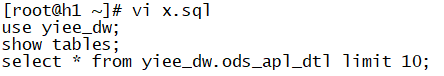 [root@h1 ~]# vi x.sql
use yiee_dw;
show tables;
select * from yiee_dw.ods_apl_dtl limit 10;